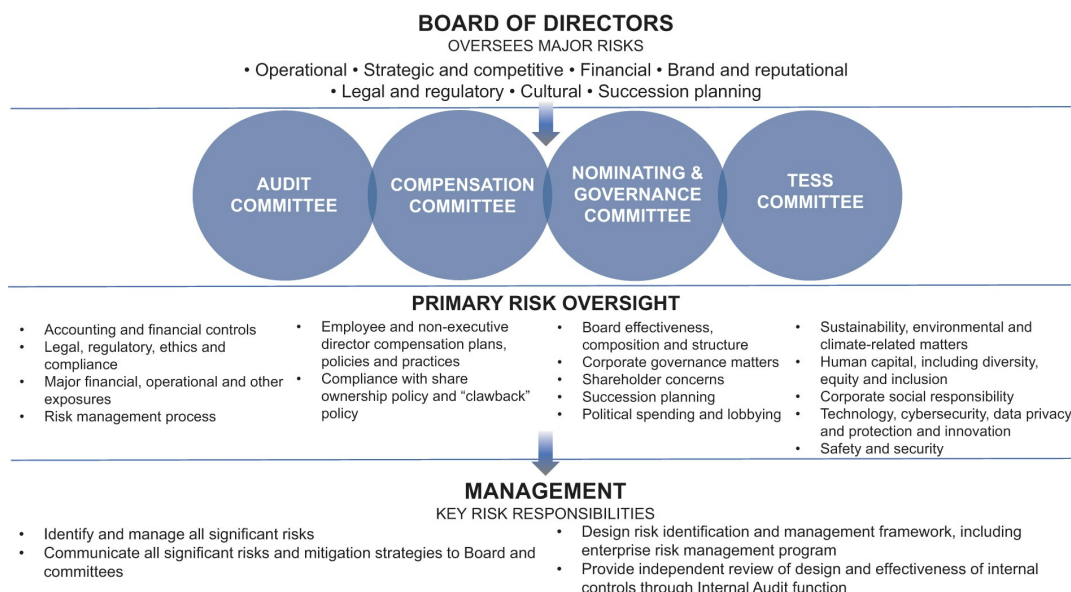 BOARD OF DIRECTORS
OVERSEES MAJOR RISKS
• Operational • Strategic and competitive • Financial • Brand and reputational
• Legal and regulatory • Cultural • Succession planning
AUDIT
COMMITTEE
COMPENSATION
COMMITTEE
NOMINATING &
GOVERNANCE
COMMITTEE
TESS
COMMITTEE
PRIMARY RISK OVERSIGHT
• Accounting and financial controls
• Legal, regulatory, ethics and
compliance
• Major financial, operational and other
exposures
• Risk management process
• Employee and non-executive
director compensation plans,
policies and practices
• Compliance with share
ownership policy and “clawback”
policy
• Board effectiveness,
composition and structure
• Corporate governance matters
• Shareholder concerns
• Succession planning
• Political spending and lobbying
• Sustainability, environmental and
climate-related matters
• Human capital, including diversity,
equity and inclusion
• Corporate social responsibility
• Technology, cybersecurity, data privacy
and protection and innovation
• Safety and security
MANAGEMENT
KEY RISK RESPONSIBILITIES
• Identify and manage all significant risks
• Communicate all significant risks and mitigation strategies to Board and
committees
• Design risk identification and management framework, including
enterprise risk management program
• Provide independent review of design and effectiveness of internal
controls through Internal Audit function